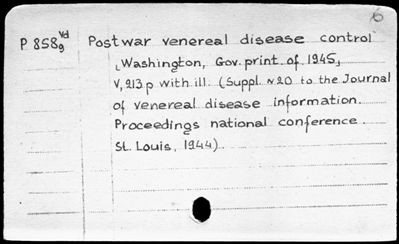 6
P 858 Vd 9 Postwar venereal disease control
Washington, Gov. print. of 1945,
V, 213 p with ill. (Suppl. №20 to the Journal
of venereal disease information.
Proceedings national conference
St. Louis, 1944).